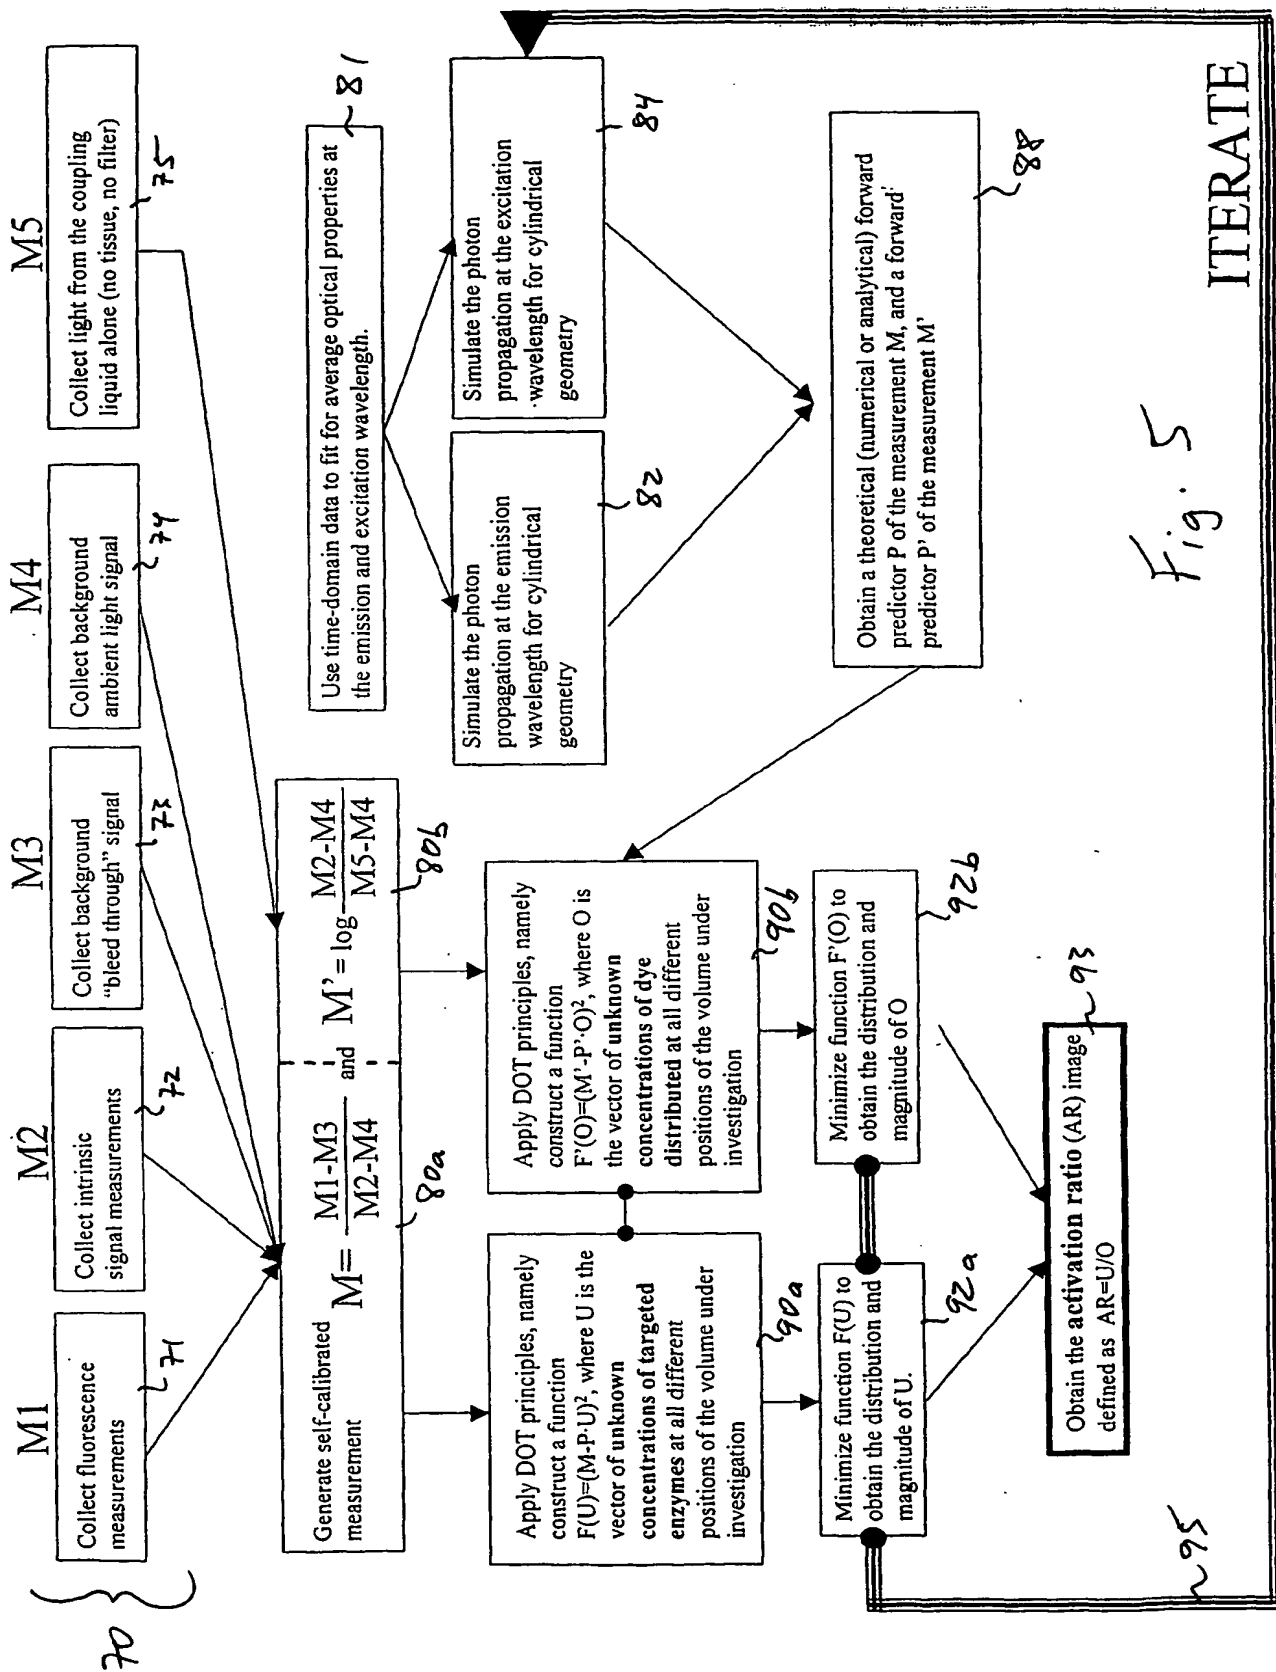 M1
M2
M3
M4
M5
70
Collect fluorescence
measurements
71
Collect intrinsic
signal measurements
72
Collect background
“bleed through” signal
73
Collect background
ambient light signal
74
Collect light from the coupling
liquid alone (no tissue, no filter)
75
Generate self-calibrated
measurement
M= M1-M3
M2-M4
and
M’ = log M2-M4
M5-M4
80a
80b
Use time-domain data to fit for average optical properties at
the emission and excitation wavelength.
81
Simulate the photon
propagation at the emission
wavelength for cylindrical
geometry
82
Simulate the photon
propagation at the excitation
wavelength for cylindrical
geometry
84
Apply DOT principles, namely
construct a function
F(U)=(M-P·U)², where U is the
vector of unknown
concentrations of targeted
enzymes at all different
positions of the volume under
investigation
90a
Apply DOT principles, namely
construct a function
F'(O)=(M'-P'·O)², where O is
the vector of unknown
concentrations of dye
distributed at all different
positions of the volume under
investigation
90b
Obtain a theoretical (numerical or analytical) forward
predictor P of the measurement M, and a forward
predictor P' of the measurement M'
88
Minimize function F(U) to
obtain the distribution and
magnitude of U.
92a
Minimize function F'(O) to
obtain the distribution and
magnitude of O
92b
Obtain the activation ratio (AR) image
defined as AR=U/O
93
95
ITERATE
Fig. 5